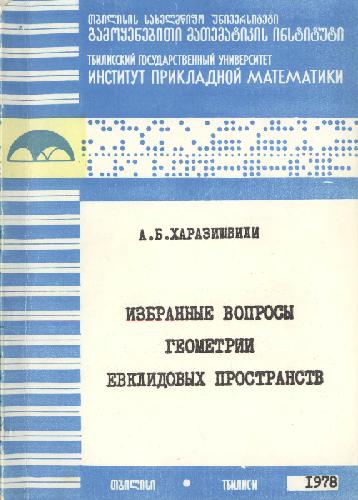 თბილისის სახელმწიფო უნივერსიტეტი
გამოყენებითი მათემატიკის ინსტიტუტი
ТБИЛИССКИЙ ГОСУДАРСТВЕННЫЙ УНИВЕРСИТЕТ
ИНСТИТУТ ПРИКЛАДНОЙ МАТЕМАТИКИ
А.Б.ХАРАЗИШВИЛИ
ИЗБРАННЫЕ ВОПРОСЫ
ГЕОМЕТРИИ
ЕВКЛИДОВЫХ ПРОСТРАНСТВ
თბილისი • ТБИЛИСИ 1978